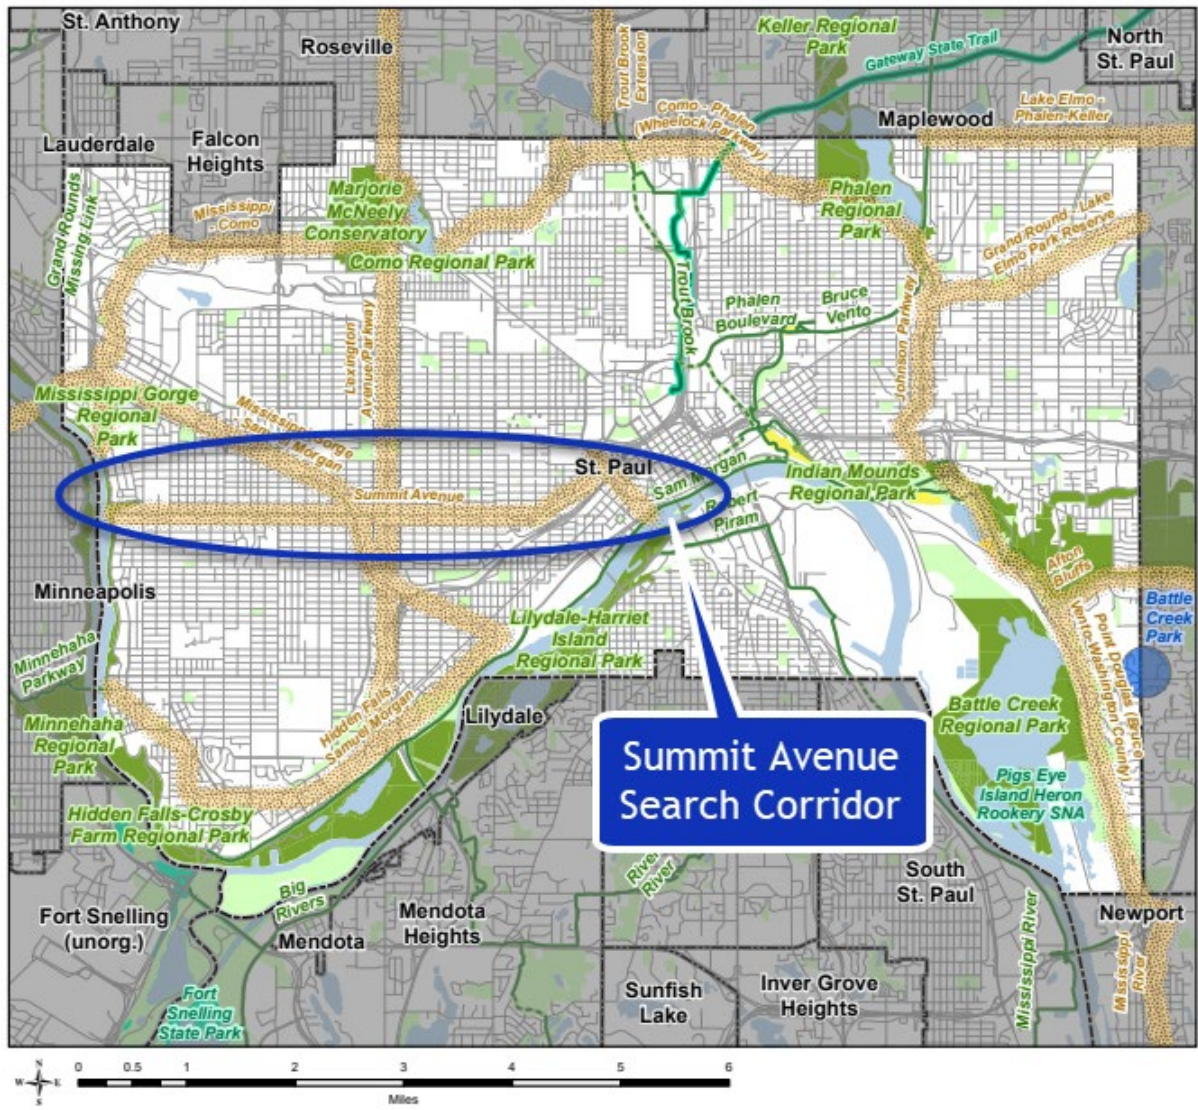 St. Anthony
Roseville
Trout Brook
Extension
Keller Regional
Park
Gateway State Trail
North
St. Paul
Lauderdale
Falcon
Heights
Como - Phalen
(Wheelock Parkway)
Maplewood
Lake Elmo -
Phalen-Keller
Grand Rounds
Missing Link
Mississippi
- Como
Marjorie
McNeely
Conservatory
Como Regional Park
Phalen
Regional
Park
Grand Round - Lake
Elmo Park Reserve
Trout Brook
Phalen
Boulevard
Bruce
Vento
Johnson Parkway
Lexington
Avenue/Parkway
Mississippi Gorge
Regional
Park
Mississippi Gorge
Samuel Morgan
St. Paul
Summit Avenue
Sam Morgan
Indian Mounds
Regional Park
Robert
Piram
Minneapolis
Minnehaha
Parkway
Afton
Bluffs
Battle
Creek
Park
Lilydale-Harriet
Island
Regional Park
Point Douglas (Bruce
Vento-Washington County)
Minnehaha
Regional
Park
Hidden Falls -
Samuel Morgan
Lilydale
Battle Creek
Regional Park
Summit Avenue
Search Corridor
Pigs Eye
Island Heron
Rookery SNA
Hidden Falls-Crosby
Farm Regional Park
River
River
South
St. Paul
Big
Rivers
Fort Snelling
(unorg.)
Mendota
Mendota
Heights
Newport
Mississippi River
Mississippi
River
Fort
Snelling
State Park
Sunfish
Lake
Inver Grove
Heights
N
W E
S
0 0.5 1 2 3 4 5 6
Miles